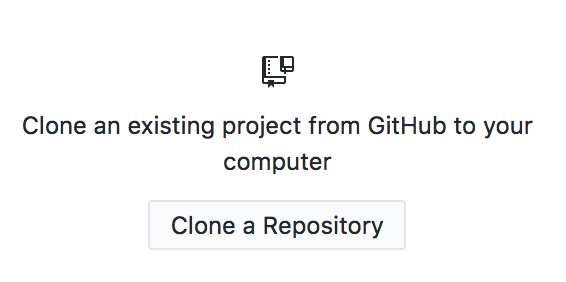 Clone an existing project from GitHub to your
computer
Clone a Repository